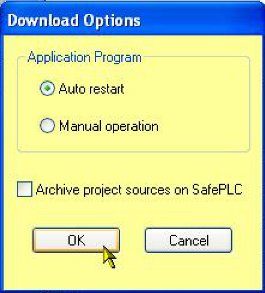 Download Options
Application Program
Auto restart
Manual operation
Archive project sources on SafePLC
OK
Cancel